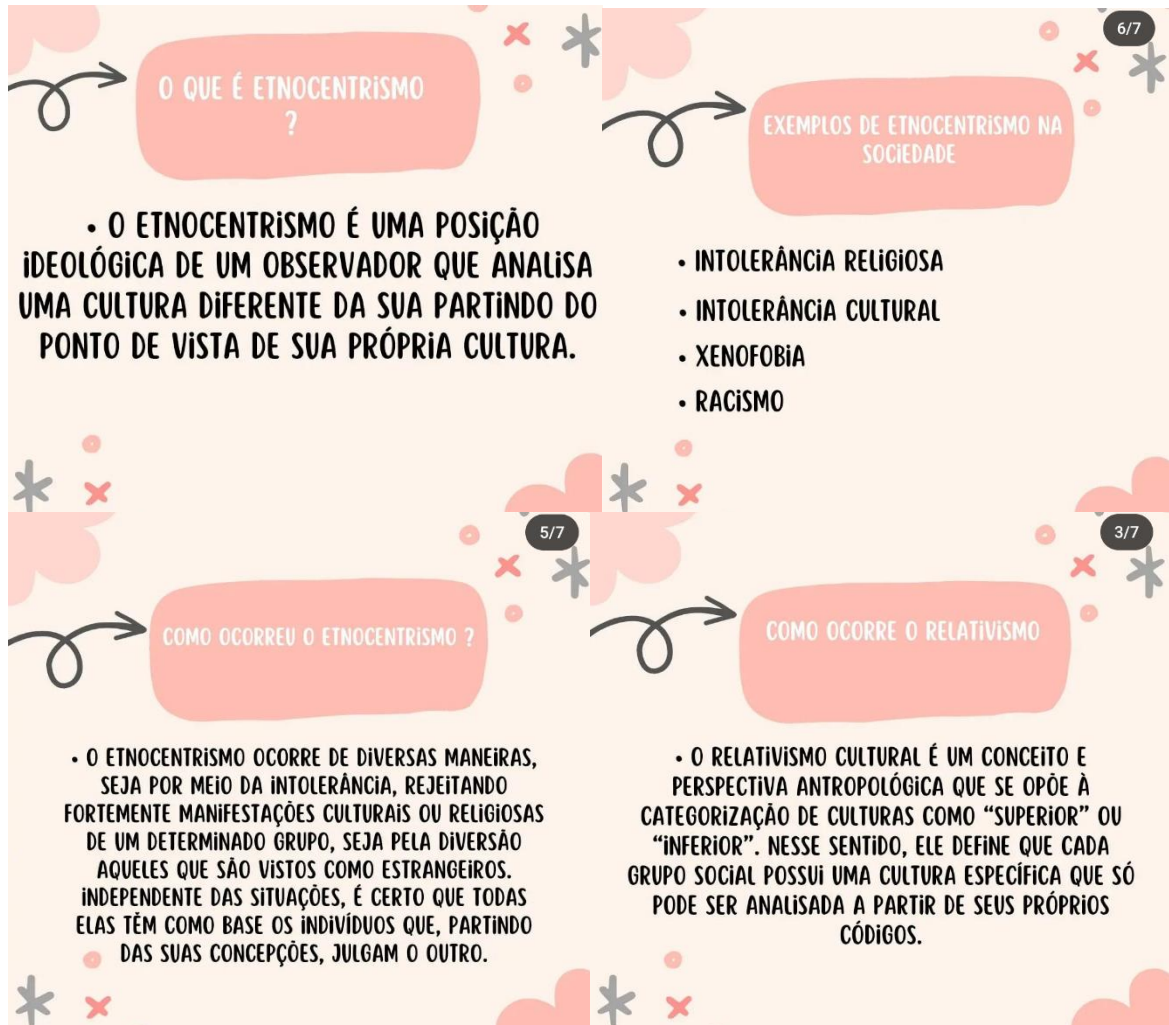 O QUE É ETNOCENTRISMO
?
• O ETNOCENTRISMO É UMA POSIÇÃO
IDEOLÓGICA DE UM OBSERVADOR QUE ANALISA
UMA CULTURA DIFERENTE DA SUA PARTINDO DO
PONTO DE VISTA DE SUA PRÓPRIA CULTURA.
6/7
EXEMPLOS DE ETNOCENTRISMO NA
SOCIEDADE
• INTOLERÂNCIA RELIGIOSA
• INTOLERÂNCIA CULTURAL
• XENOFOBIA
• RACISMO
5/7
COMO OCORREU O ETNOCENTRISMO ?
• O ETNOCENTRISMO OCORRE DE DIVERSAS MANEIRAS,
SEJA POR MEIO DA INTOLERÂNCIA, REJEITANDO
FORTEMENTE MANIFESTAÇÕES CULTURAIS OU RELIGIOSAS
DE UM DETERMINADO GRUPO, SEJA PELA DIVERSÃO
AQUELES QUE SÃO VISTOS COMO ESTRANGEIROS.
INDEPENDENTE DAS SITUAÇÕES, É CERTO QUE TODAS
ELAS TÊM COMO BASE OS INDIVÍDUOS QUE, PARTINDO
DAS SUAS CONCEPÇÕES, JULGAM O OUTRO.
3/7
COMO OCORRE O RELATIVISMO
• O RELATIVISMO CULTURAL É UM CONCEITO E
PERSPECTIVA ANTROPOLÓGICA QUE SE OPÕE À
CATEGORIZAÇÃO DE CULTURAS COMO “SUPERIOR” OU
“INFERIOR”. NESSE SENTIDO, ELE DEFINE QUE CADA
GRUPO SOCIAL POSSUI UMA CULTURA ESPECÍFICA QUE SÓ
PODE SER ANALISADA A PARTIR DE SEUS PRÓPRIOS
CÓDIGOS.